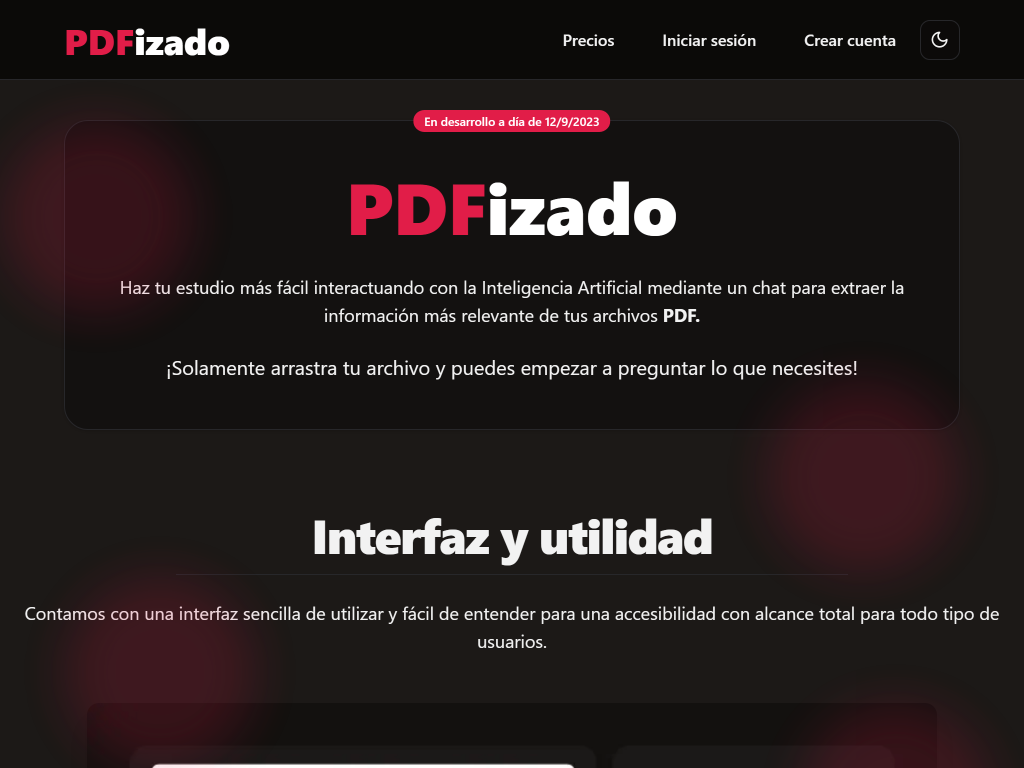 PDFizado
Precios
Iniciar sesión
Crear cuenta
En desarrollo a día de 12/9/2023
PDFizado
Haz tu estudio más fácil interactuando con la Inteligencia Artificial mediante un chat para extraer la
información más relevante de tus archivos PDF.
¡Solamente arrastra tu archivo y puedes empezar a preguntar lo que necesites!
Interfaz y utilidad
Contamos con una interfaz sencilla de utilizar y fácil de entender para una accesibilidad con alcance total para todo tipo de
usuarios.